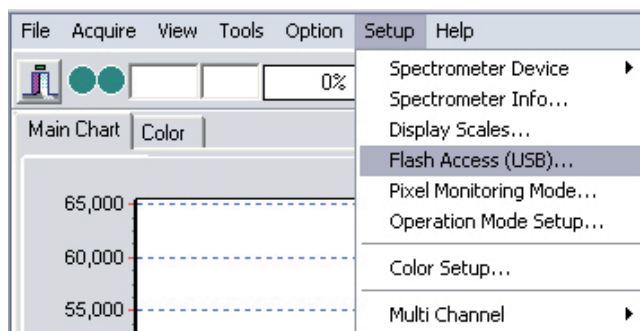 File Acquire View Tools Option Setup Help
0%
Spectrometer Device
Spectrometer Info...
Display Scales...
Flash Access (USB)...
Pixel Monitoring Mode...
Operation Mode Setup...
Color Setup...
Multi Channel
Main Chart Color
65,000
60,000
55,000